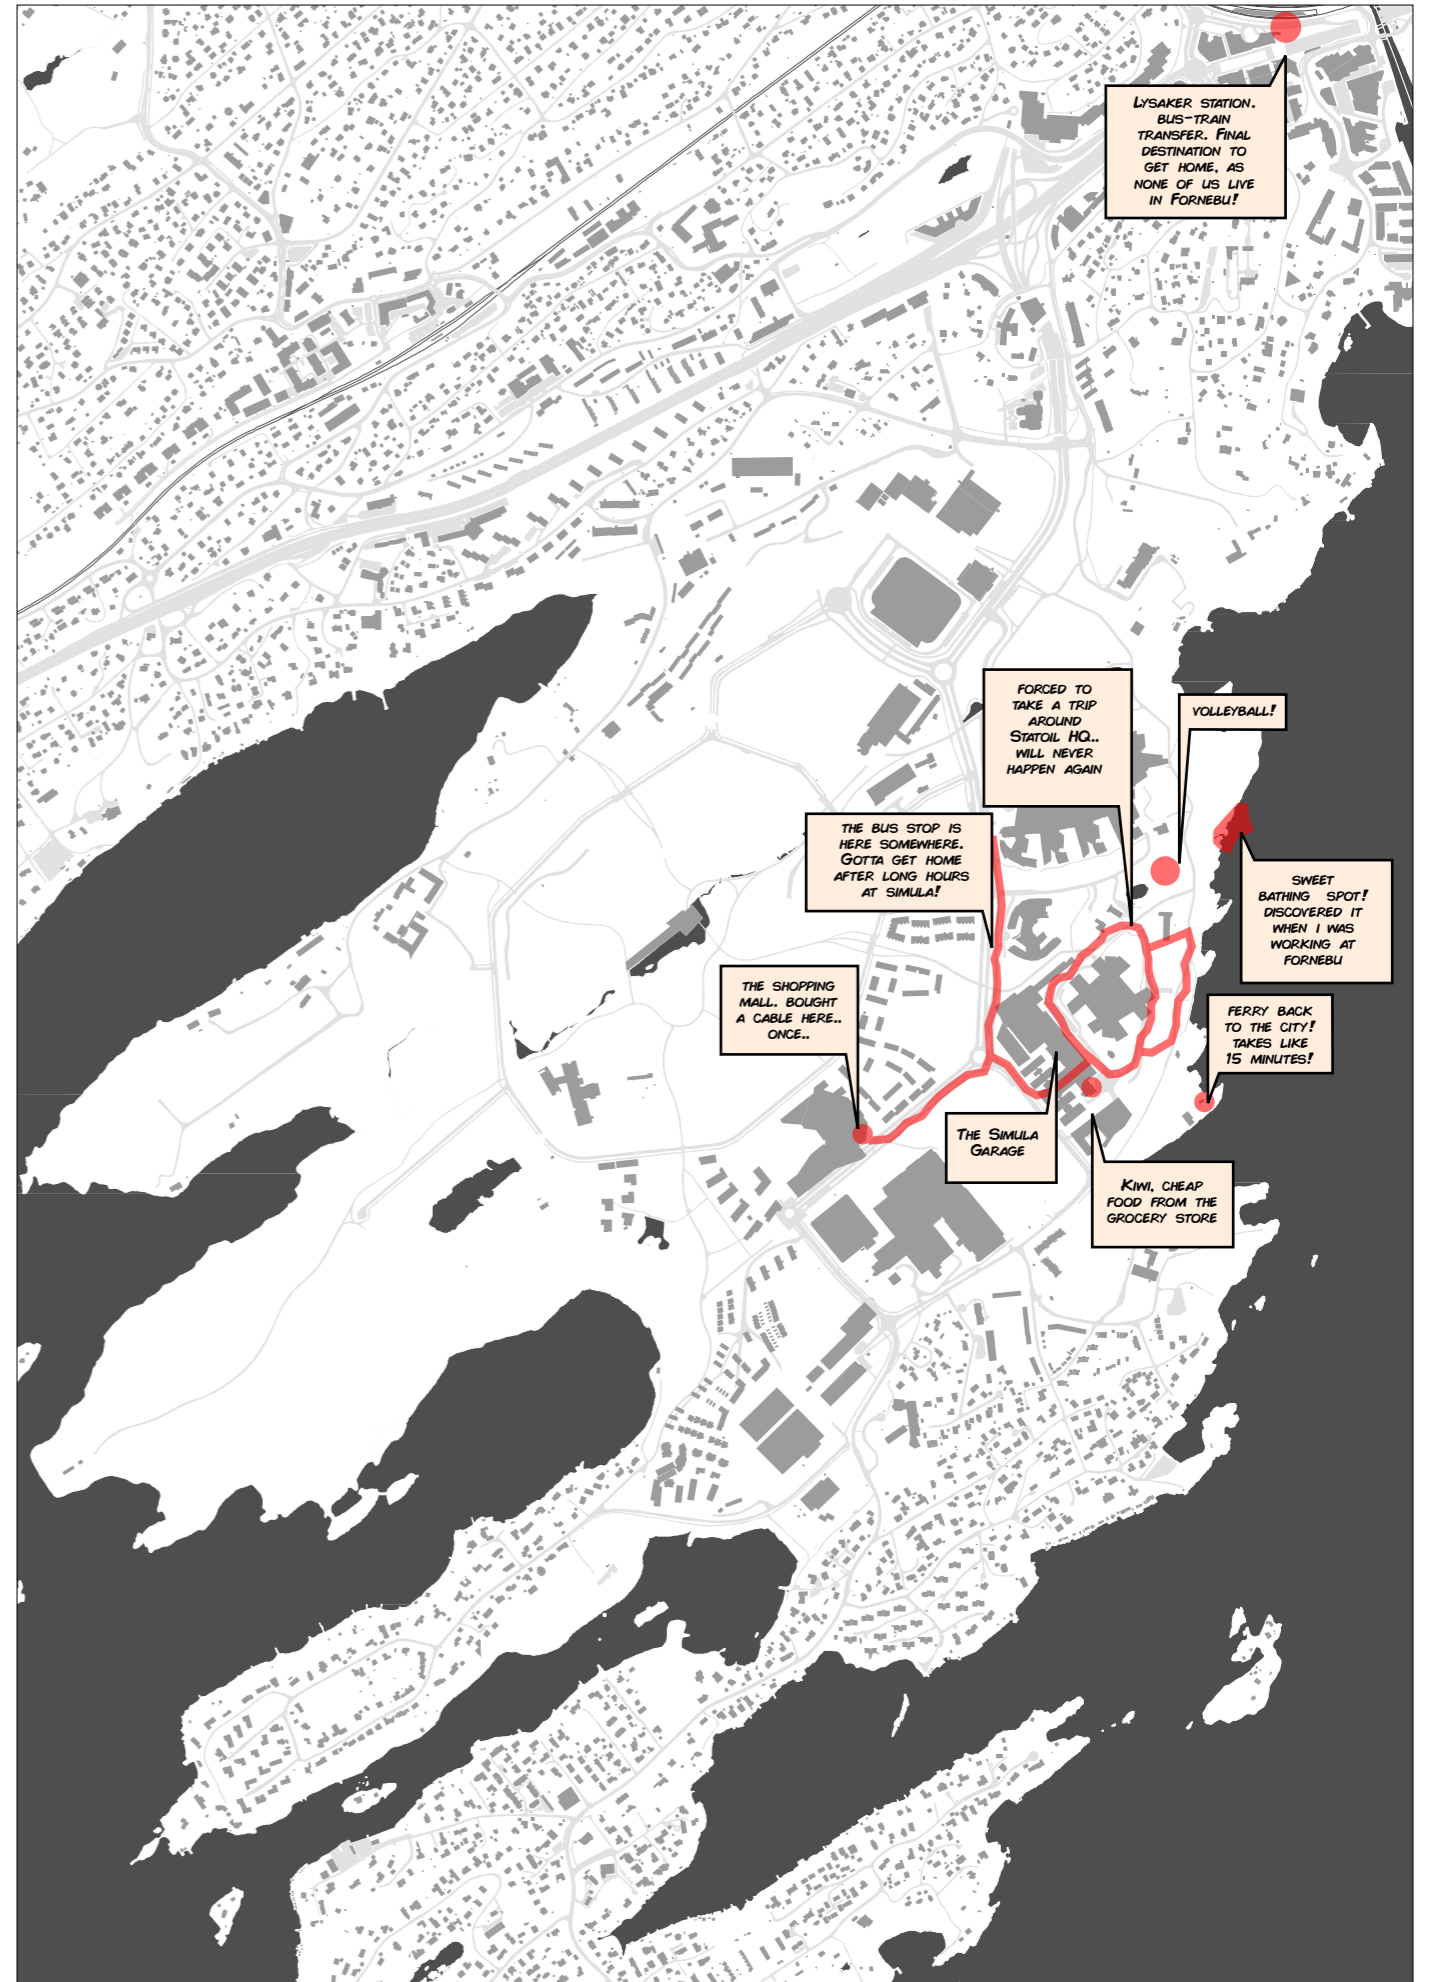 Lysaker station.
bus-train
transfer. Final
destination to
get home, as
none of us live
in Fornebu!
forced to
take a trip
around
Statoil HQ..
will never
happen again
volleyball!
the bus stop is
here somewhere.
Gotta get home
after long hours
at simula!
sweet
bathing spot!
discovered it
when I was
working at
fornebu
the shopping
mall. bought
a cable here..
once..
ferry back
to the city!
takes like
15 minutes!
The Simula
Garage
Kiwi, cheap
food from the
grocery store